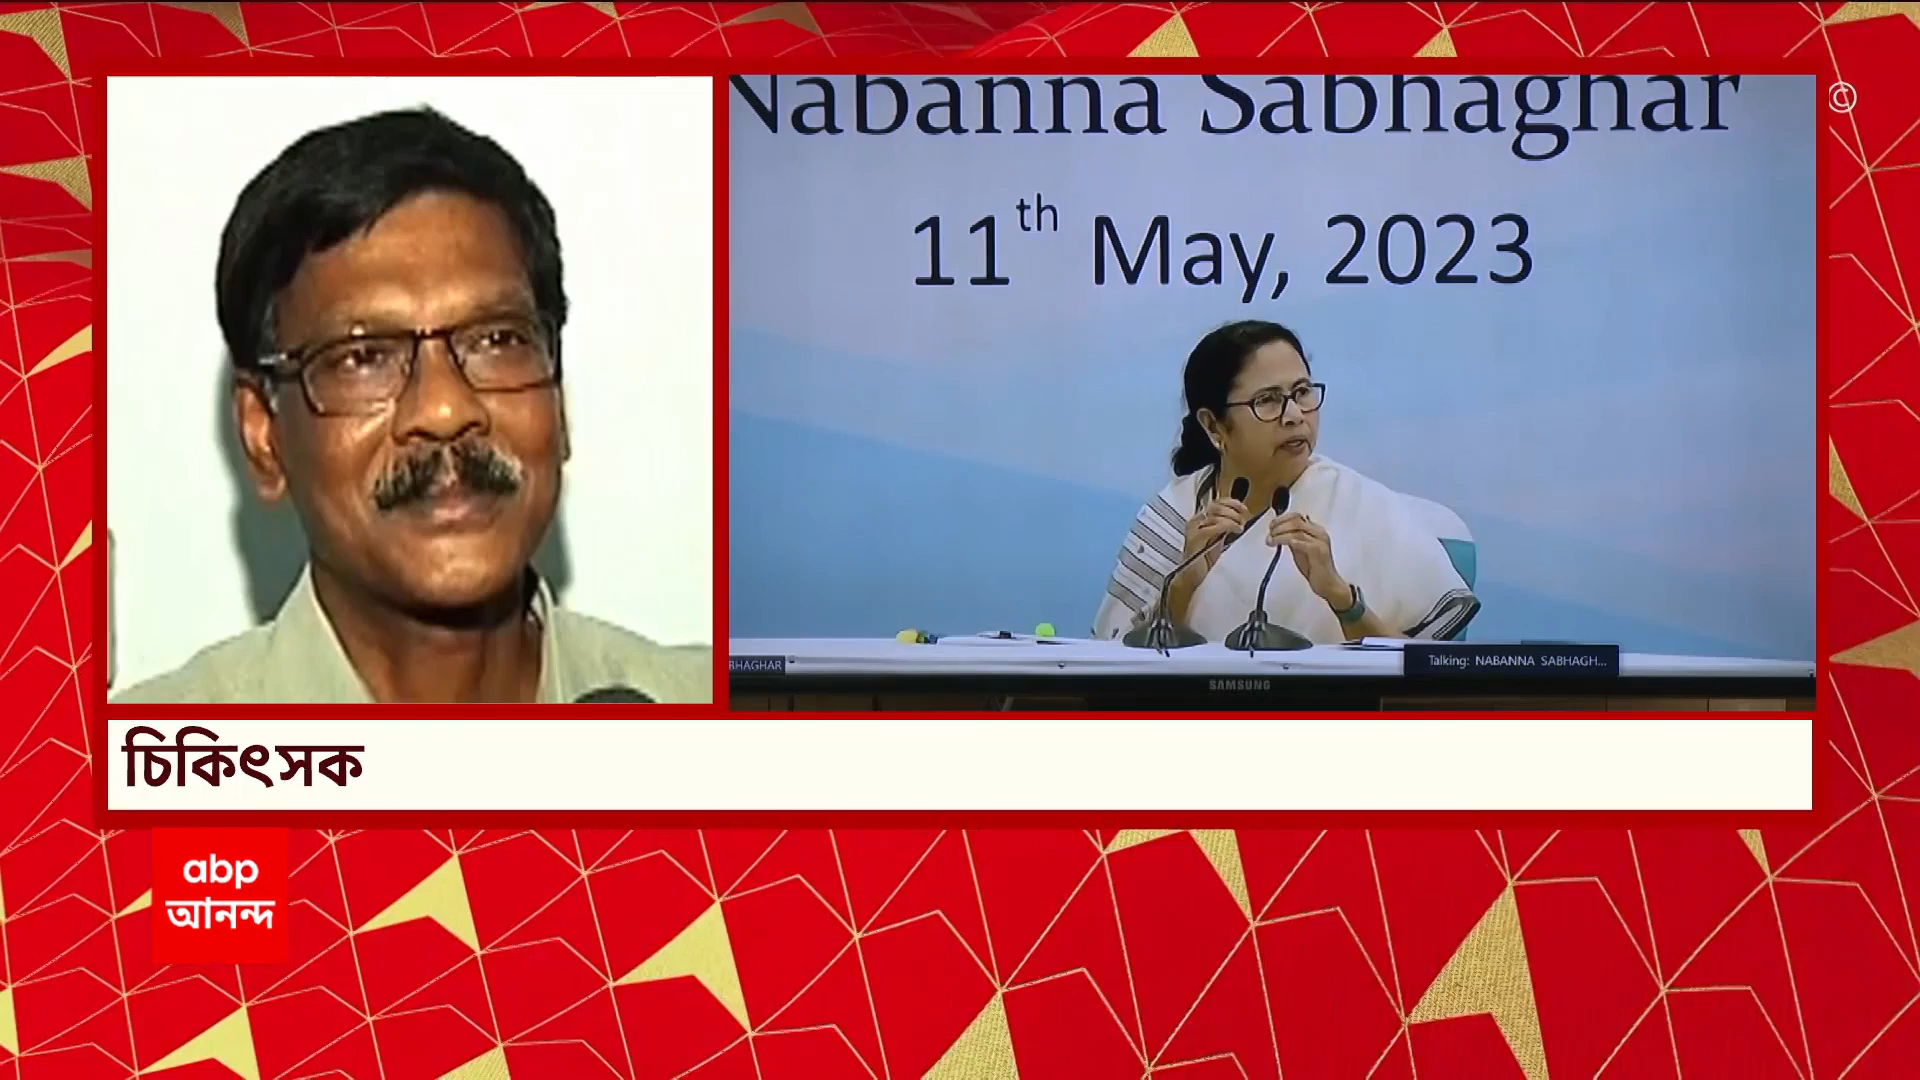 Nabanna Sabhaghar
11th May, 2023
©
BHAGHAR
Talking: NABANNA SABHAGH...
SAMSUNG
চিকিৎসক
abp
আনন্দ